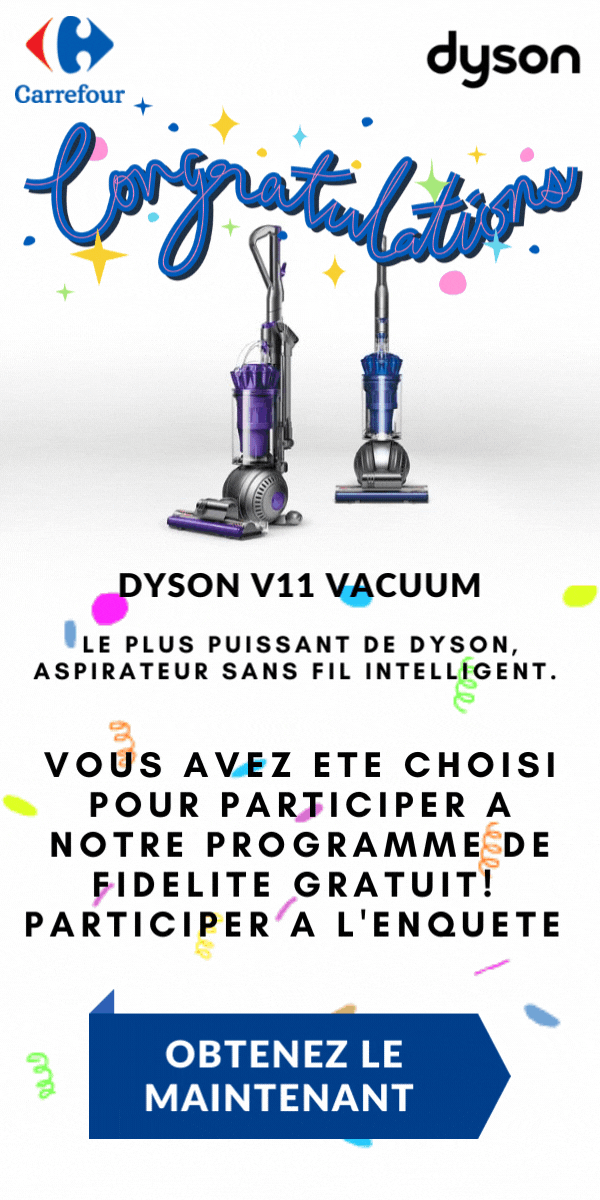 Carrefour
dyson
Congratulations
DYSON V11 VACUUM
LE PLUS PUISSANT DE DYSON,
ASPIRATEUR SANS FIL INTELLIGENT.
VOUS AVEZ ETE CHOISI
POUR PARTICIPER A
NOTRE PROGRAMME DE
FIDELITE GRATUIT!
PARTICIPER A L'ENQUETE
OBTENEZ LE
MAINTENANT